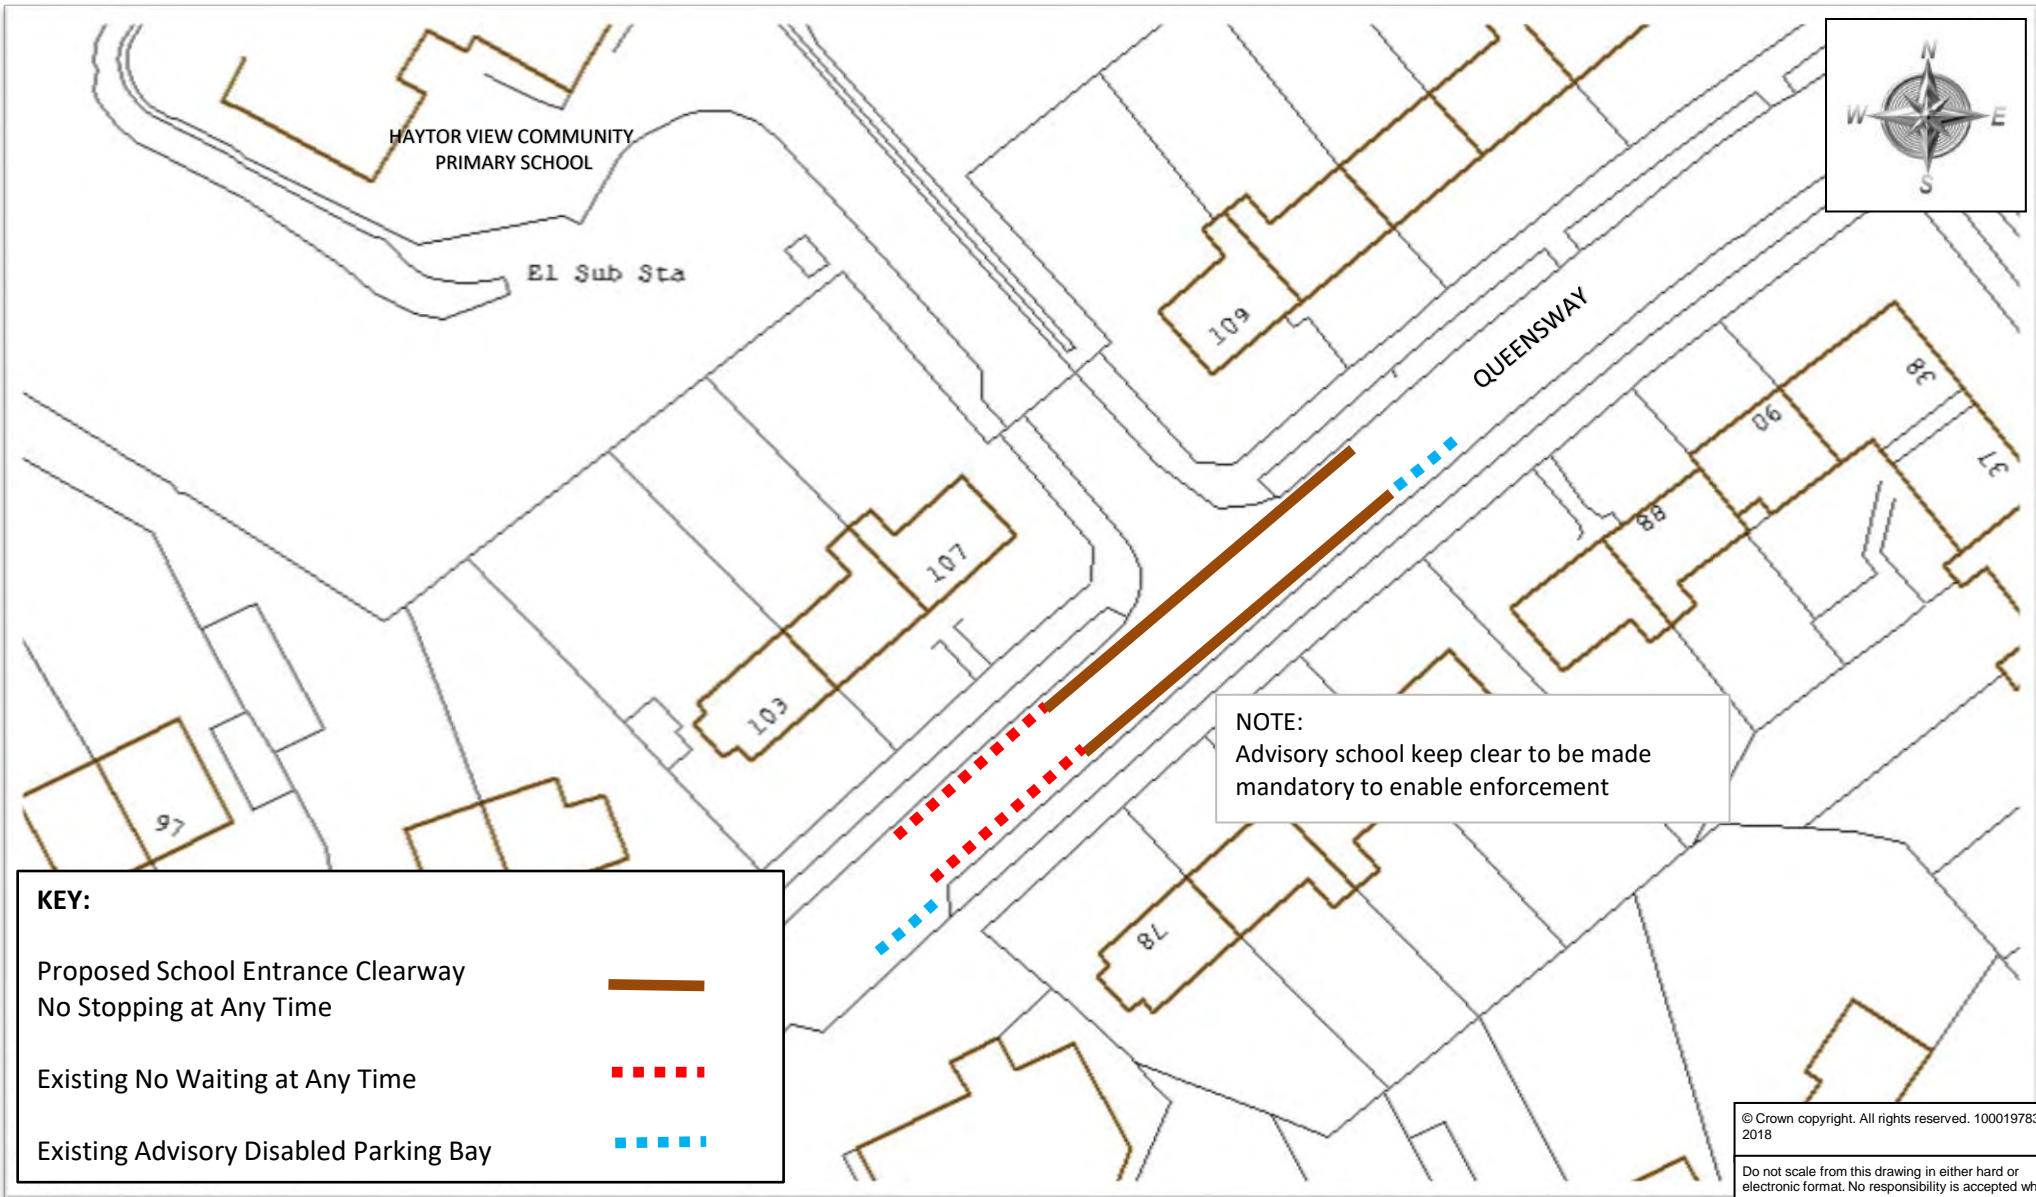 N
W E
S
HAYTOR VIEW COMMUNITY
PRIMARY SCHOOL
El Sub Sta
109
QUEENSWAY
38
90
37
88
107
103
97
78
NOTE:
Advisory school keep clear to be made
mandatory to enable enforcement
KEY:
Proposed School Entrance Clearway
No Stopping at Any Time
Existing No Waiting at Any Time
Existing Advisory Disabled Parking Bay
© Crown copyright. All rights reserved. 100019783
2018
Do not scale from this drawing in either hard or
electronic format. No responsibility is accepted wh